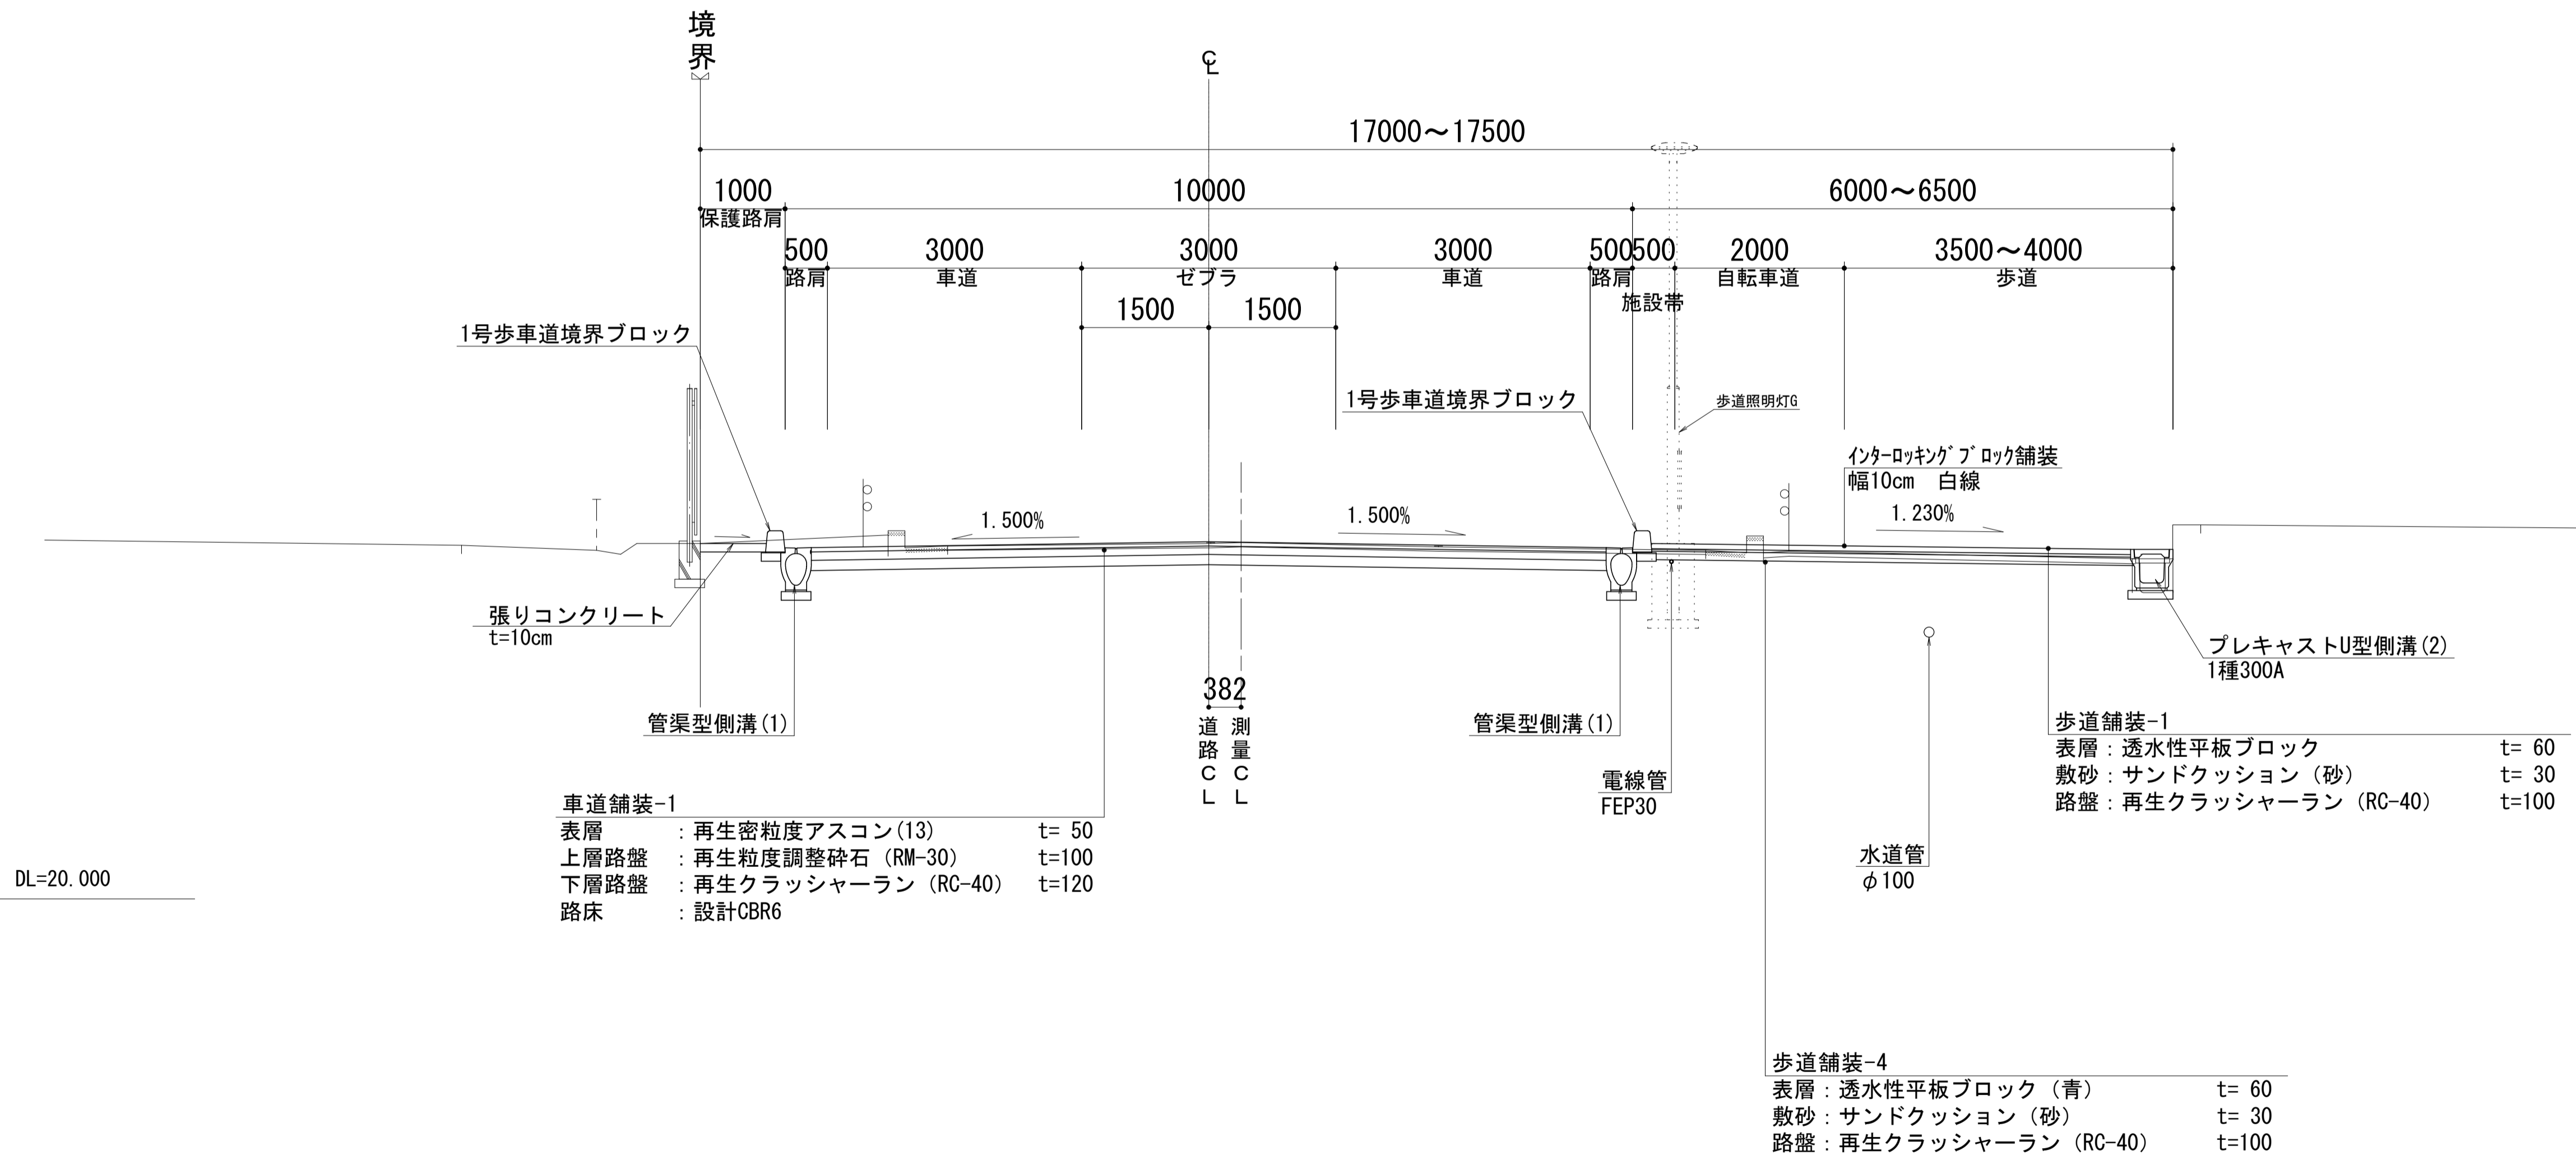 境界
CL
17000～17500
1000
10000
6000～6500
保護路肩
500
3000
3000
3000
500
500
2000
3500～4000
路肩
車道
ゼブラ
車道
路肩
自転車道
歩道
施設帯
1500
1500
1号歩車道境界ブロック
1号歩車道境界ブロック
歩道照明灯G
インターロッキングブロック舗装
幅10cm　白線
1.500%
1.500%
1.230%
張りコンクリート
t=10cm
プレキャストU型側溝(2)
1種300A
382
管渠型側溝(1)
道路CL
測量CL
管渠型側溝(1)
歩道舗装-1
表層：透水性平板ブロック　t= 60
敷砂：サンドクッション（砂）　t= 30
路盤：再生クラッシャーラン（RC-40）　t=100
電線管
FEP30
車道舗装-1
表層　：再生密粒度アスコン(13)　t= 50
上層路盤　：再生粒度調整砕石（RM-30）　t=100
下層路盤　：再生クラッシャーラン（RC-40）　t=120
路床　：設計CBR6
水道管
φ100
DL=20.000
歩道舗装-4
表層：透水性平板ブロック（青）　t= 60
敷砂：サンドクッション（砂）　t= 30
路盤：再生クラッシャーラン（RC-40）　t=100